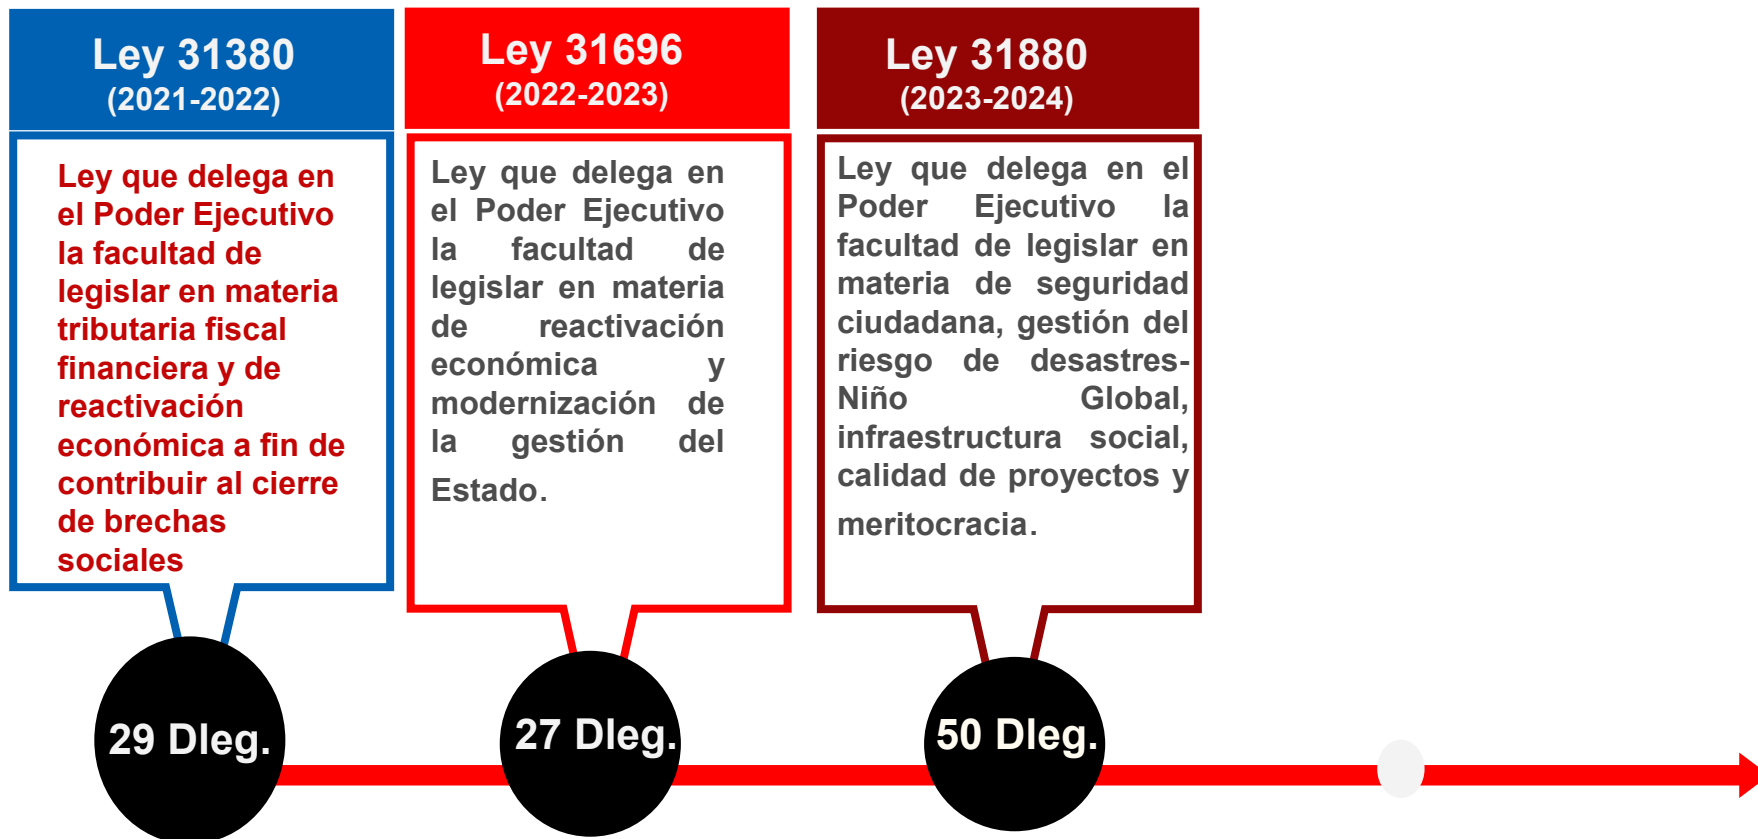 Ley 31380
(2021-2022)
Ley que delega en
el Poder Ejecutivo
la facultad de
legislar en materia
tributaria fiscal
financiera y de
reactivación
económica a fin de
contribuir al cierre
de brechas
sociales
29 Dleg.
Ley 31696
(2022-2023)
Ley que delega en
el Poder Ejecutivo
la facultad de
legislar en materia
de reactivación
económica y
modernización de
la gestión del
Estado.
27 Dleg.
Ley 31880
(2023-2024)
Ley que delega en el
Poder Ejecutivo la
facultad de legislar en
materia de seguridad
ciudadana, gestión del
riesgo de desastres-
Niño Global,
infraestructura social,
calidad de proyectos y
meritocracia.
50 Dleg.